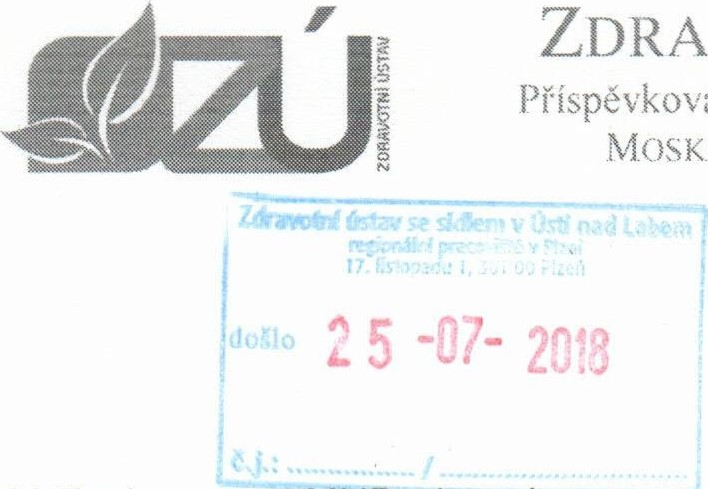 ZÚ
ZDRAVOTNÍ ÚSTAV
ZDRA
Příspěvkova
MOSK
Zdravotní ústav se sídlem v Ústí nad Labem
regionální pracoviště v Plzni
17. listopadu 1, 301 00 Plzeň
došlo 25 -07- 2018
č.j.: ................ / ............................